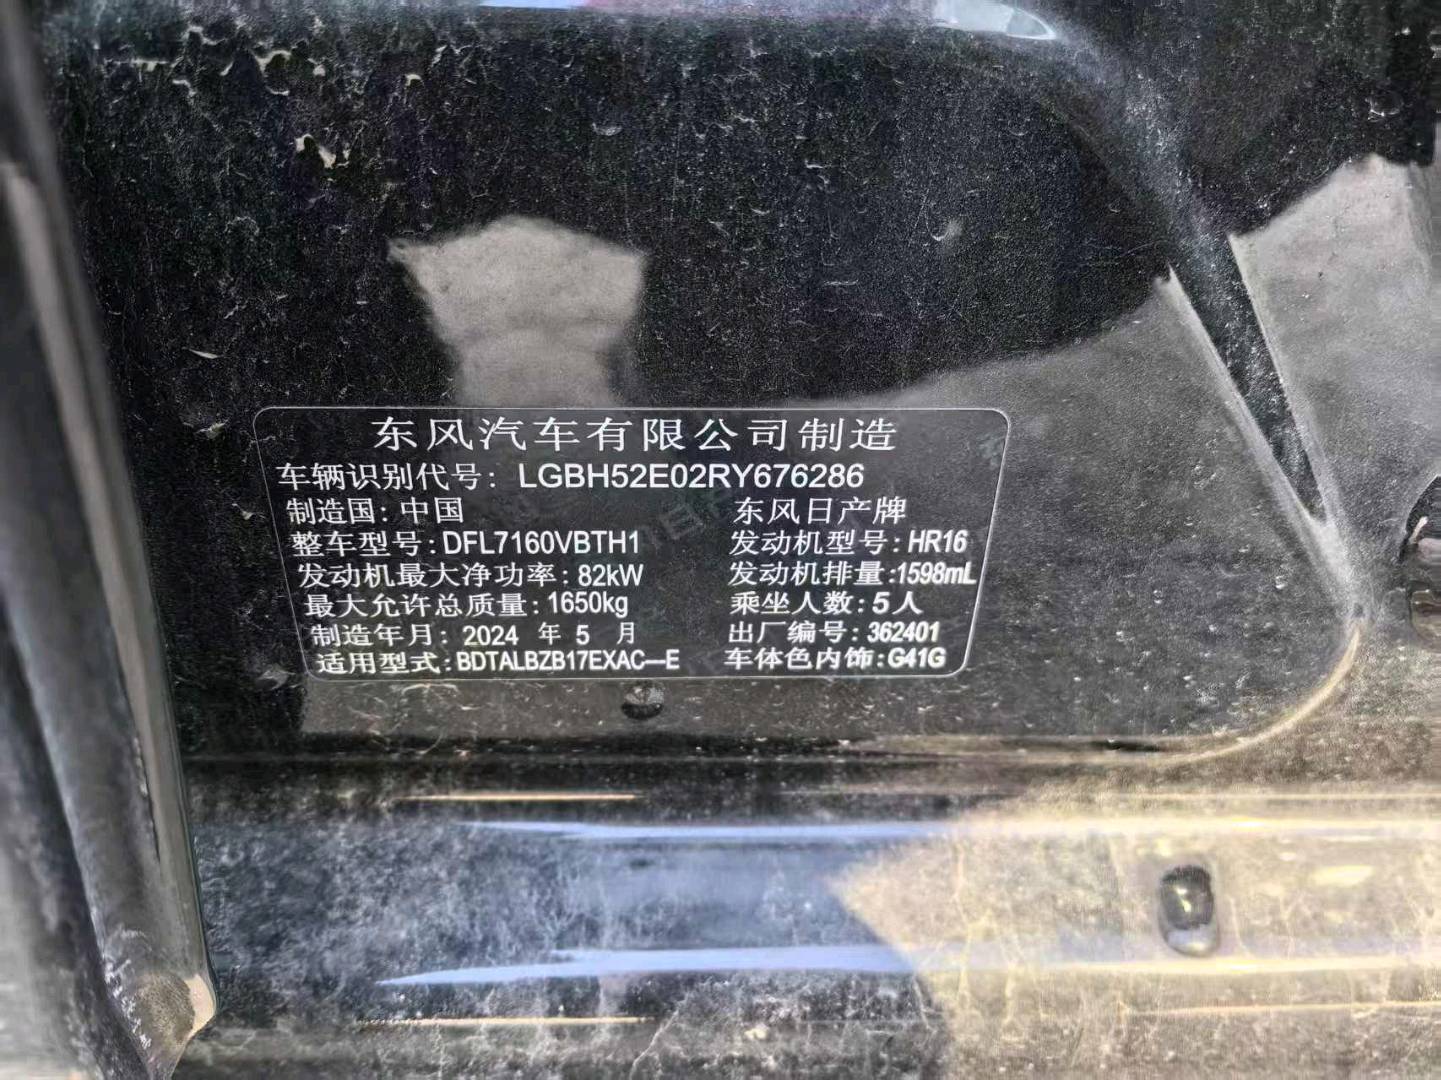 东风汽车有限公司制造
车辆识别代号: LGBH52E02RY676286
制造国: 中国 东风日产牌
整车型号: DFL7160VBTH1 发动机型号: HR16
发动机最大净功率: 82kW 发动机排量: 1598mL
最大允许总质量: 1650kg 乘坐人数: 5人
制造年月: 2024 年 5 月 出厂编号: 362401
适用型式: BDTALBZB17EXAC—E 车体色内饰: G41G